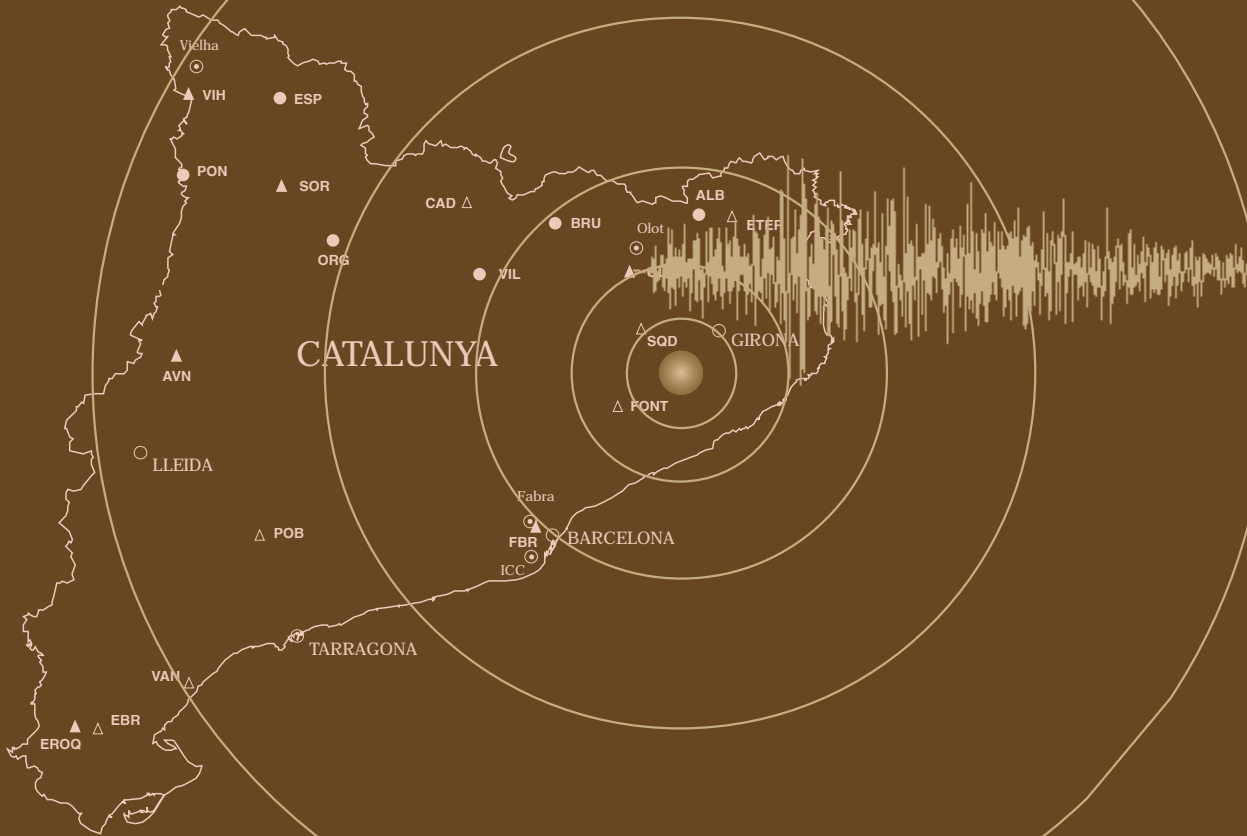 Vielha
VIH
ESP
PON
SOR
ALB
CAD
BRU
Olot
ORG
VIL
CATALUNYA
SQD
GIRONA
AVN
FONT
LLEIDA
Fabra
POB
FBR
BARCELONA
ICC
TARRAGONA
VAN
EBR
EROQ